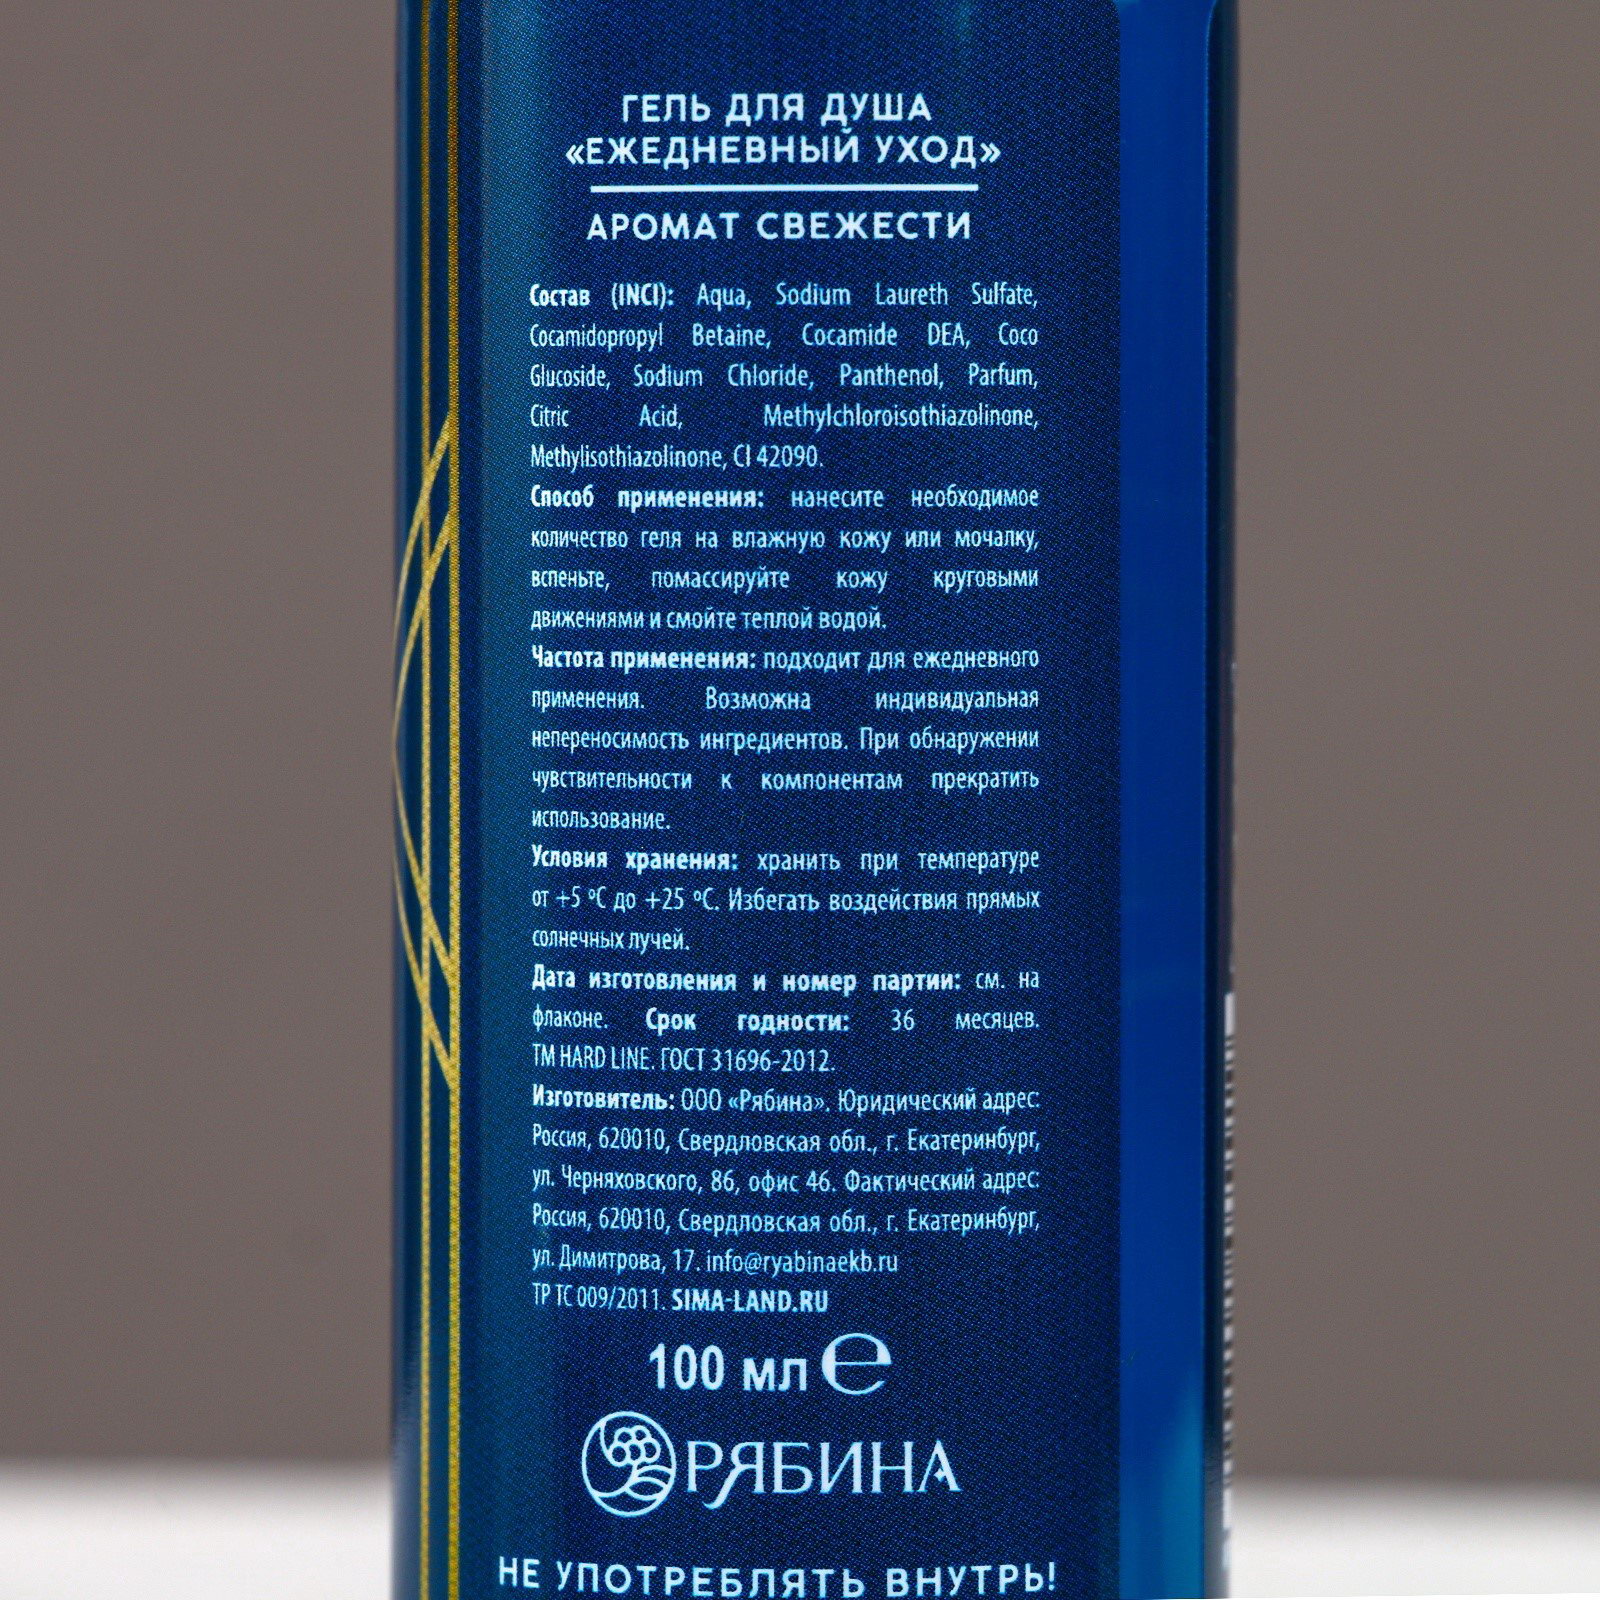 ГЕЛЬ ДЛЯ ДУША
«ЕЖЕДНЕВНЫЙ УХОД»
АРОМАТ СВЕЖЕСТИ
Состав (INCI): Aqua, Sodium Laureth Sulfate,
Cocamidopropyl Betaine, Cocamide DEA, Coco
Glucoside, Sodium Chloride, Panthenol, Parfum,
Citric Acid, Methylchloroisothiazolinone,
Methylisothiazolinone, CI 42090.
Способ применения: нанесите необходимое
количество геля на влажную кожу или мочалку,
вспеньте, помассируйте кожу круговыми
движениями и смойте теплой водой.
Частота применения: подходит для ежедневного
применения. Возможна индивидуальная
непереносимость ингредиентов. При обнаружении
чувствительности к компонентам прекратить
использование.
Условия хранения: хранить при температуре
от +5 °C до +25 °C. Избегать воздействия прямых
солнечных лучей.
Дата изготовления и номер партии: см. на
флаконе. Срок годности: 36 месяцев.
TM HARD LINE. ГОСТ 31696-2012.
Изготовитель: ООО «Рябина». Юридический адрес:
Россия, 620010, Свердловская обл., г. Екатеринбург,
ул. Черняховского, 86, офис 46. Фактический адрес:
Россия, 620010, Свердловская обл., г. Екатеринбург,
ул. Димитрова, 17. info@ryabinaekb.ru
ТР ТС 009/2011. SIMA-LAND.RU
100 мл ℮
РЯБИНА
НЕ УПОТРЕБЛЯТЬ ВНУТРЬ!